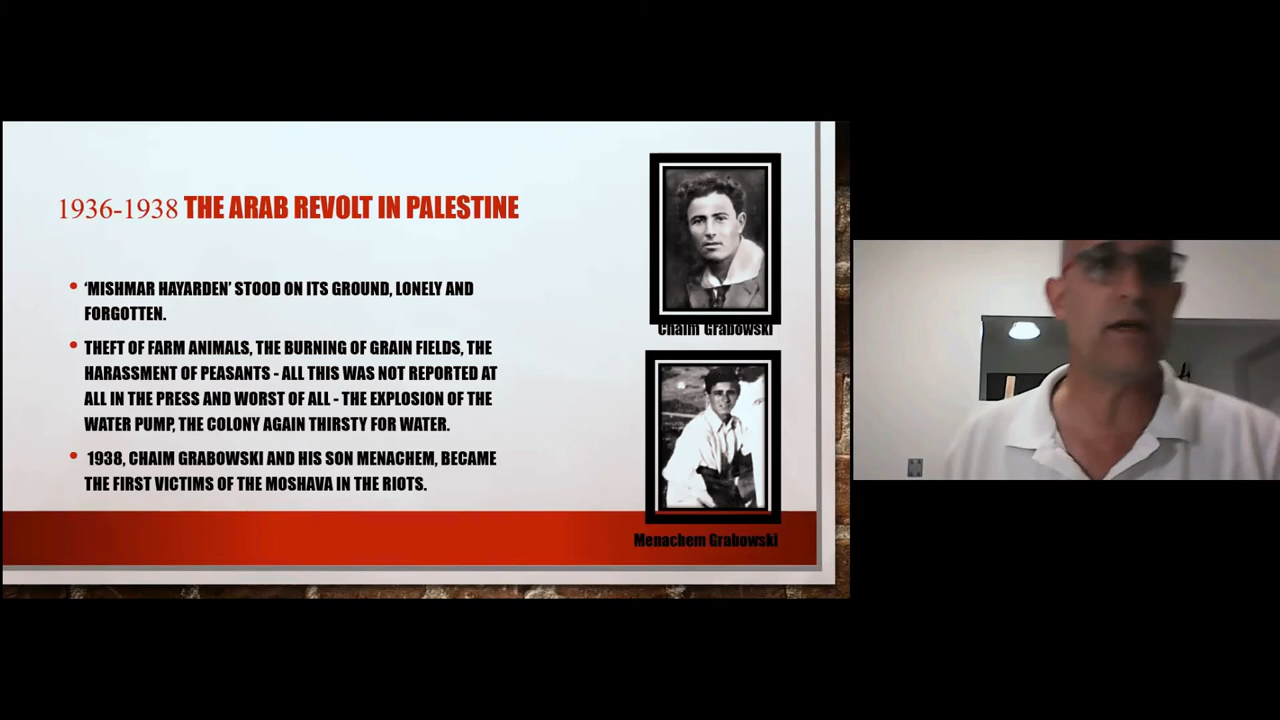 1936-1938 THE ARAB REVOLT IN PALESTINE
‘MISHMAR HAYARDEN’ STOOD ON ITS GROUND, LONELY AND
FORGOTTEN.
THEFT OF FARM ANIMALS, THE BURNING OF GRAIN FIELDS, THE
HARASSMENT OF PEASANTS - ALL THIS WAS NOT REPORTED AT
ALL IN THE PRESS AND WORST OF ALL - THE EXPLOSION OF THE
WATER PUMP, THE COLONY AGAIN THIRSTY FOR WATER.
1938, CHAIM GRABOWSKI AND HIS SON MENACHEM, BECAME
THE FIRST VICTIMS OF THE MOSHAVA IN THE RIOTS.
Chaim Grabowski
Menachem Grabowski